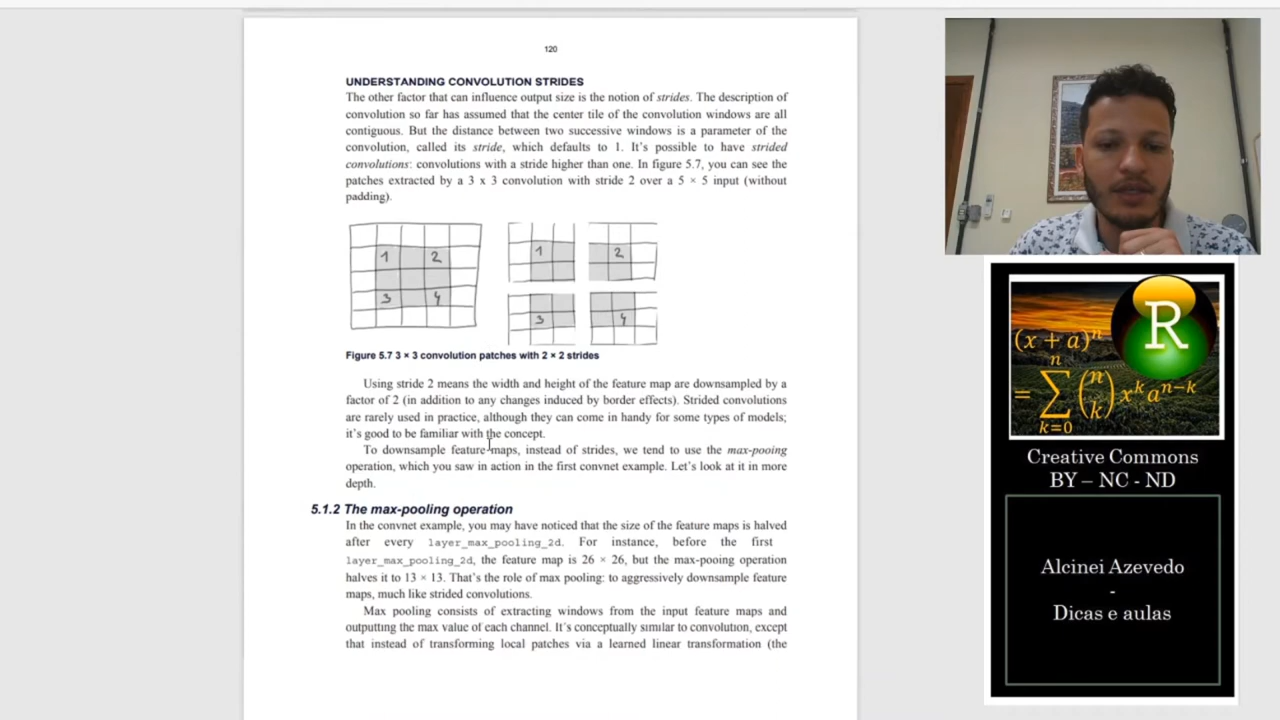 120
UNDERSTANDING CONVOLUTION STRIDES
The other factor that can influence output size is the notion of strides. The description of
convolution so far has assumed that the center tile of the convolution windows are all
contiguous. But the distance between two successive windows is a parameter of the
convolution, called its stride, which defaults to 1. It's possible to have strided
convolutions: convolutions with a stride higher than one. In figure 5.7, you can see the
patches extracted by a 3 x 3 convolution with stride 2 over a 5 × 5 input (without
padding).
1 2 1 2
3 4 3 4
Figure 5.7 3 × 3 convolution patches with 2 × 2 strides
Using stride 2 means the width and height of the feature map are downsampled by a
factor of 2 (in addition to any changes induced by border effects). Strided convolutions
are rarely used in practice, although they can come in handy for some types of models;
it's good to be familiar with the concept.
To downsample feature maps, instead of strides, we tend to use the max-pooing
operation, which you saw in action in the first convnet example. Let's look at it in more
depth.
5.1.2 The max-pooling operation
In the convnet example, you may have noticed that the size of the feature maps is halved
after every layer_max_pooling_2d. For instance, before the first
layer_max_pooling_2d, the feature map is 26 × 26, but the max-pooing operation
halves it to 13 × 13. That's the role of max pooling: to aggressively downsample feature
maps, much like strided convolutions.
Max pooling consists of extracting windows from the input feature maps and
outputting the max value of each channel. It's conceptually similar to convolution, except
that instead of transforming local patches via a learned linear transformation (the
R
(x + a)^n
= ∑_{k=0}^{n} (n k) x^k a^{n−k}
Creative Commons
BY – NC - ND
Alcinei Azevedo
-
Dicas e aulas